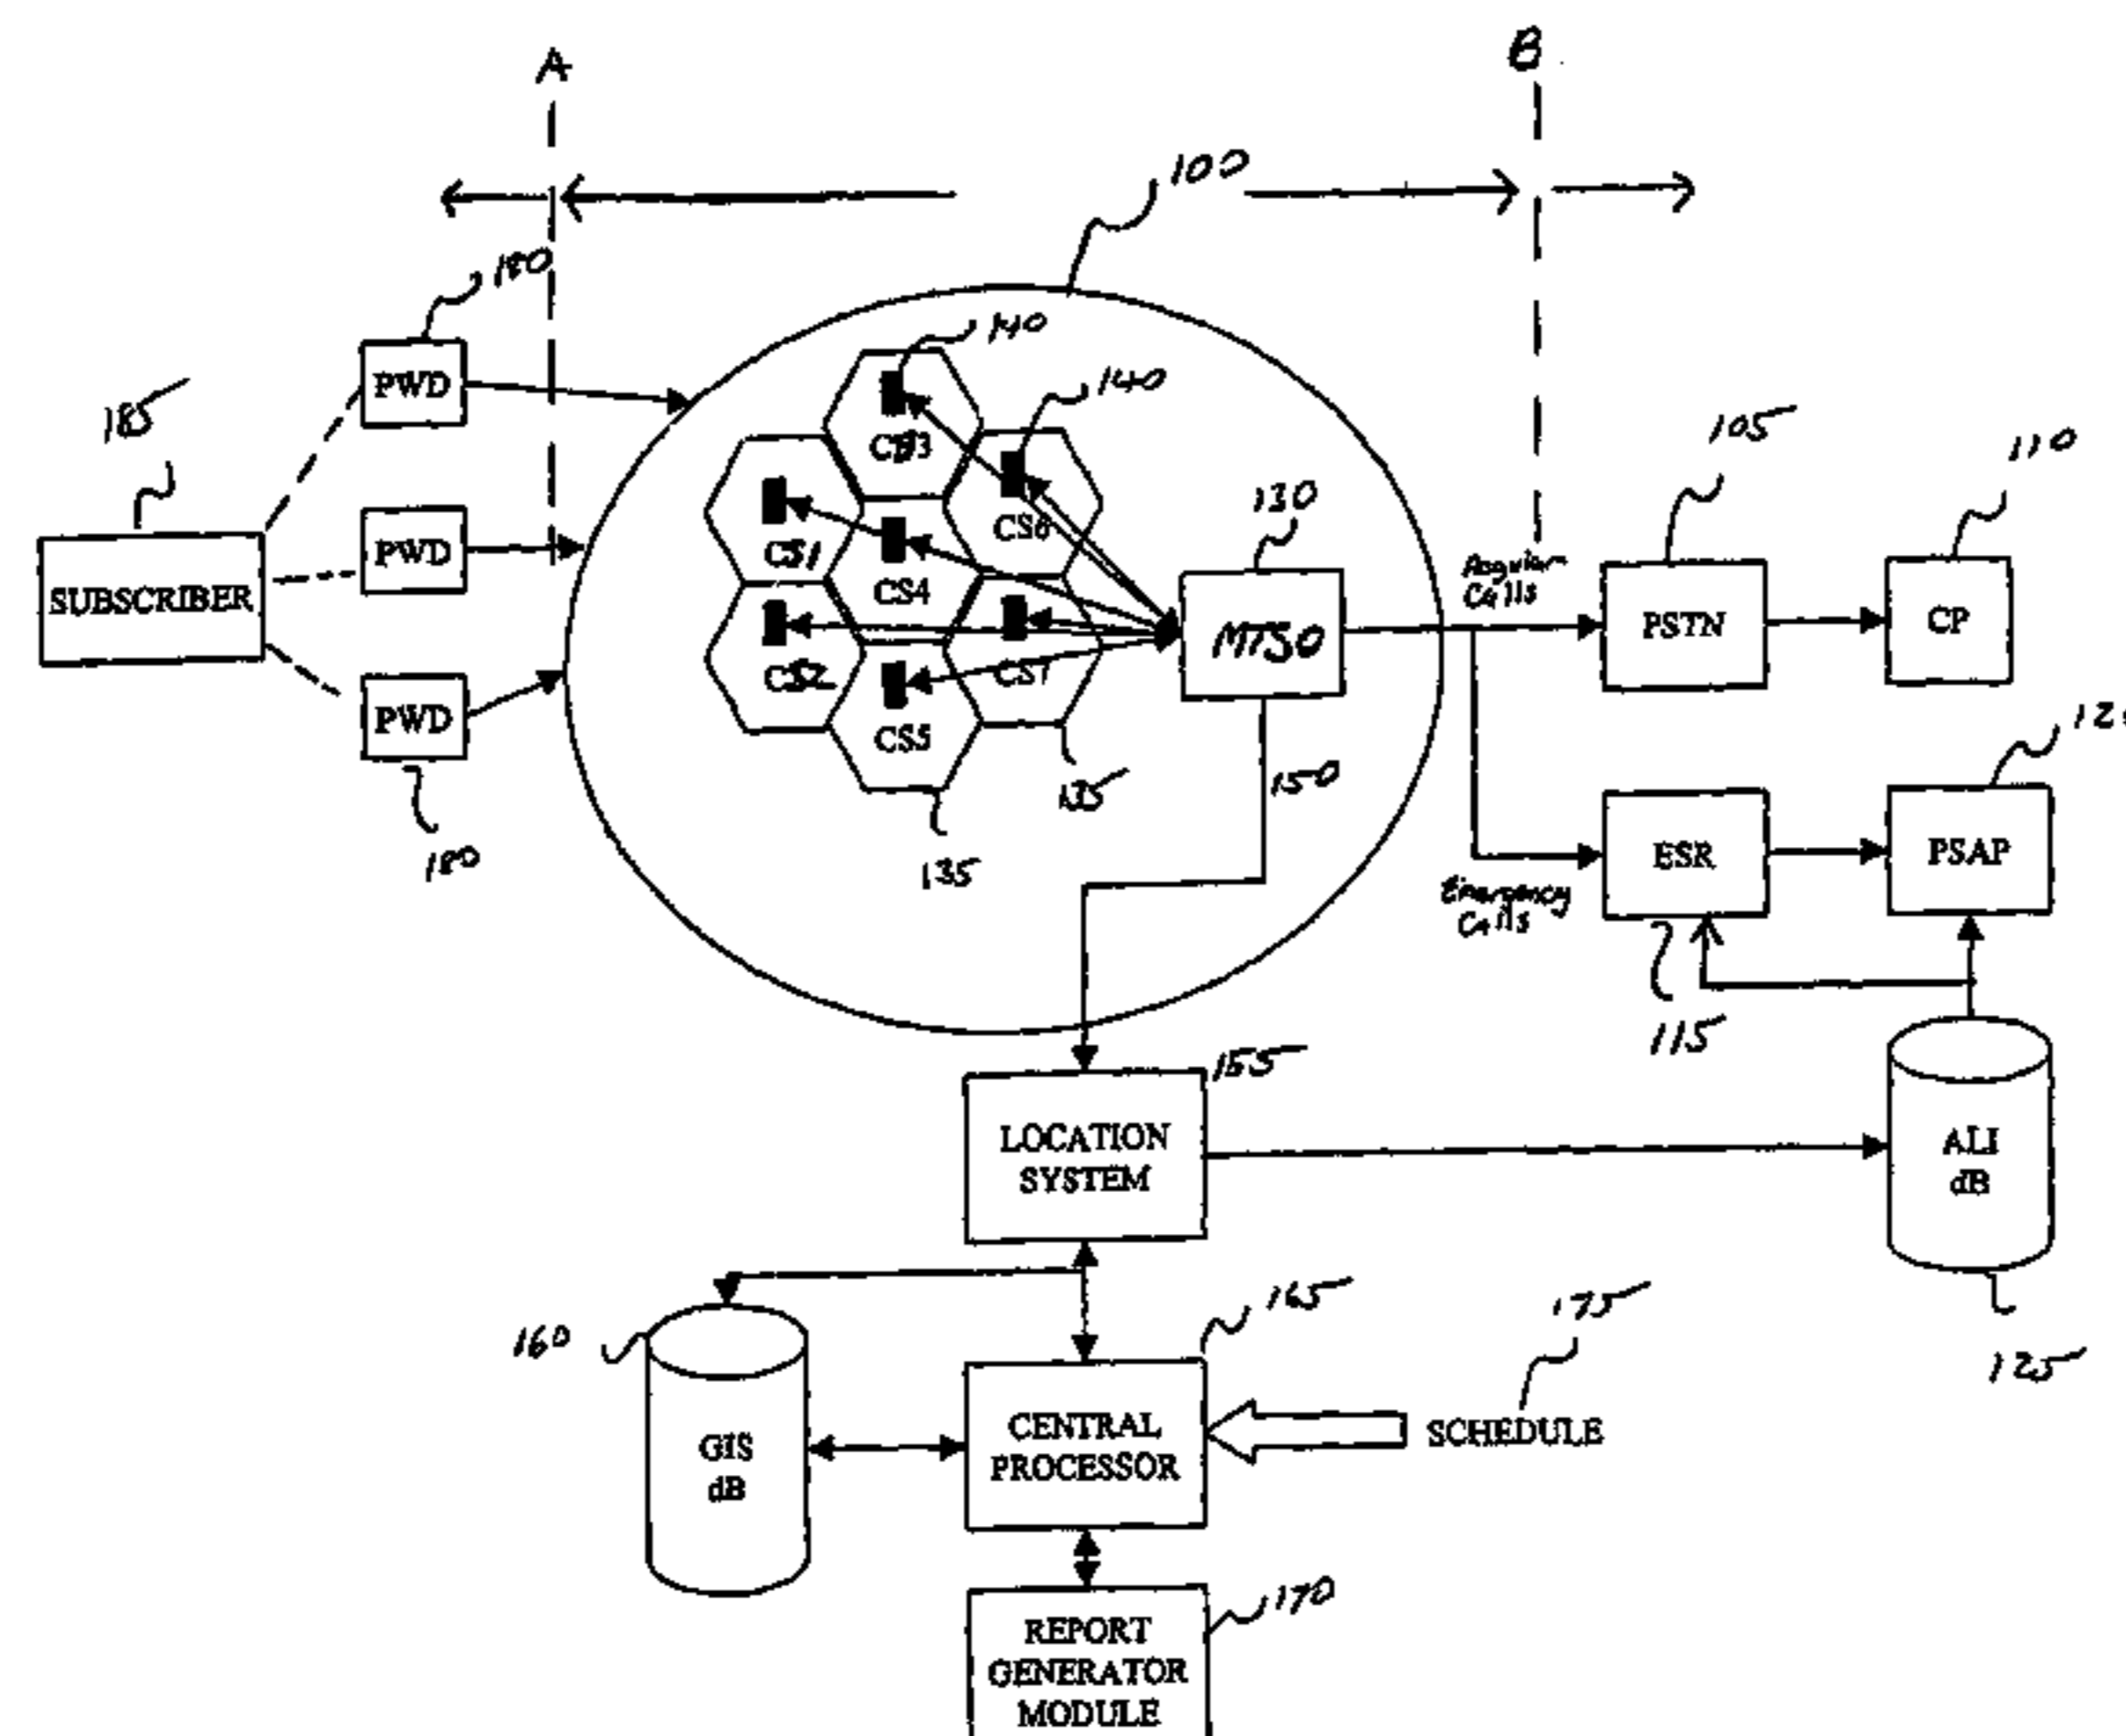 A
B
100
180
140
140
185
PWD
105
110
CS3
130
CS6
CS1
PWD
Regular
Calls
CS4
SUBSCRIBER
MTSO
PSTN
CP
CS2
CS7
PWD
CS5
150
135
135
180
ESR
PSAP
Emergency
Calls
115
155
LOCATION
SYSTEM
ALI
dB
160
165
175
125
CENTRAL
PROCESSOR
SCHEDULE
GIS
dB
170
REPORT
GENERATOR
MODULE